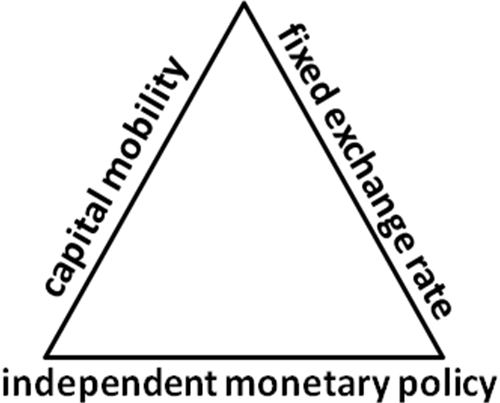 capital mobility
fixed exchange rate
independent monetary policy